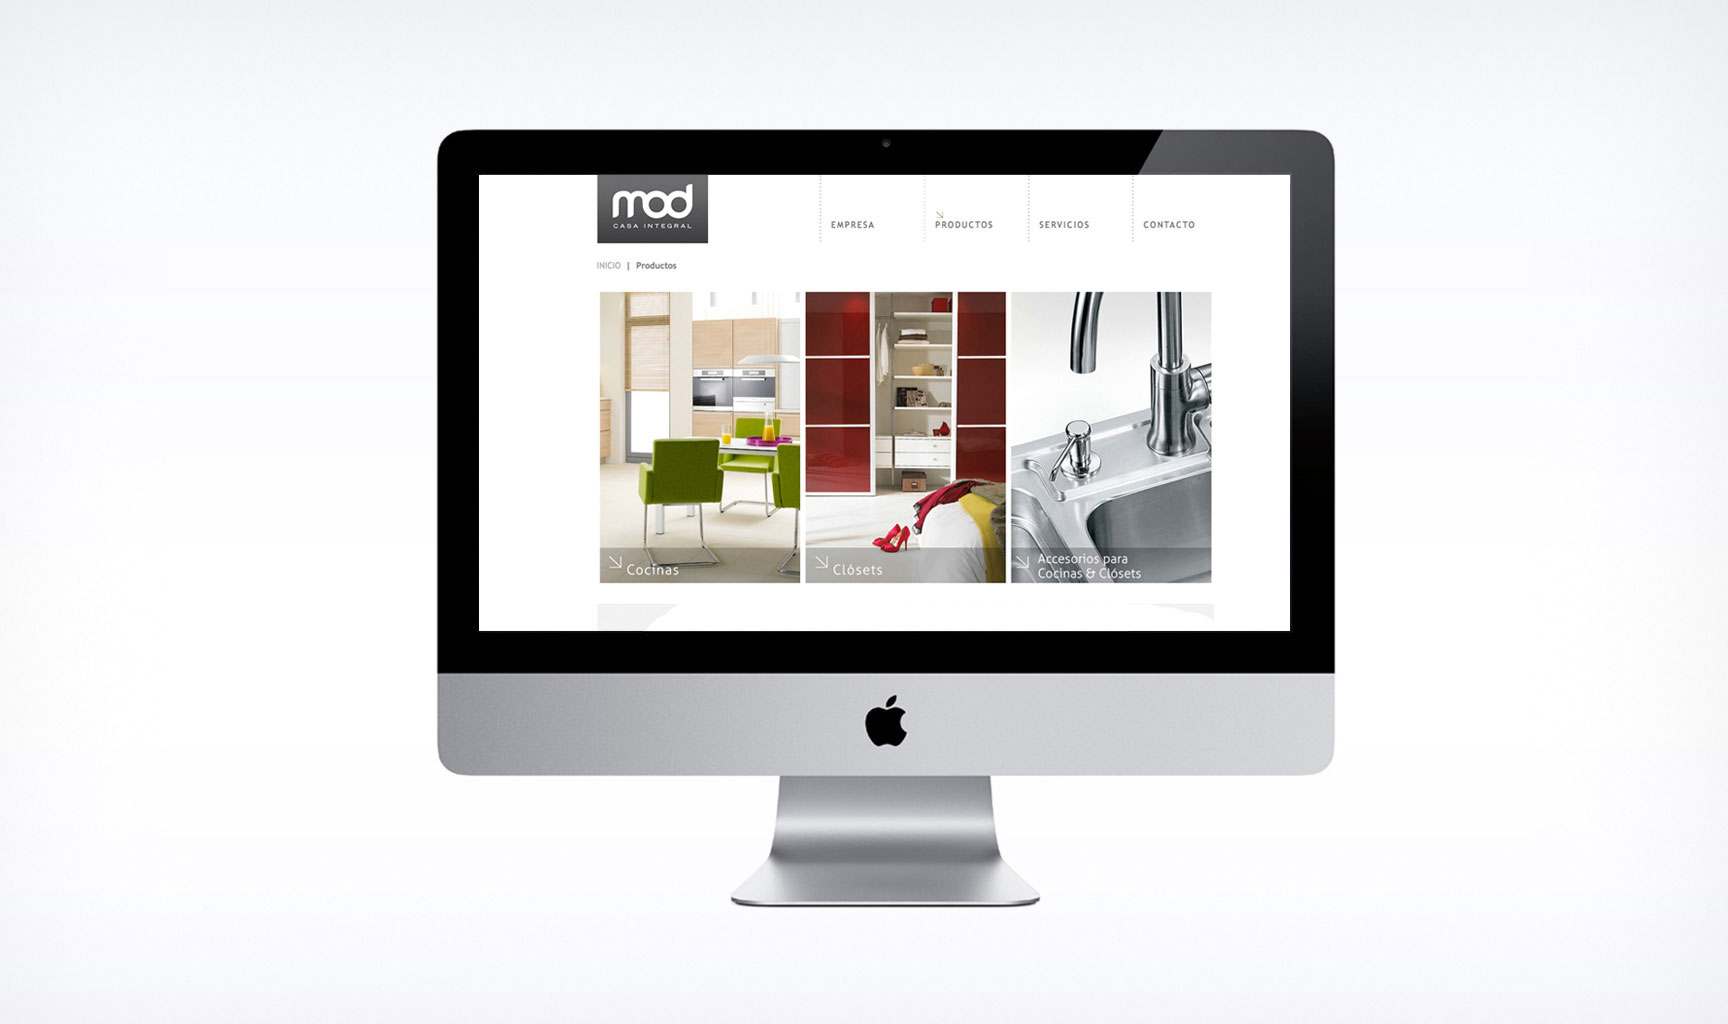 mod
CASA INTEGRAL
EMPRESA
PRODUCTOS
SERVICIOS
CONTACTO
INICIO | Productos
Cocinas
Clósets
Accesorios para
Cocinas & Clósets